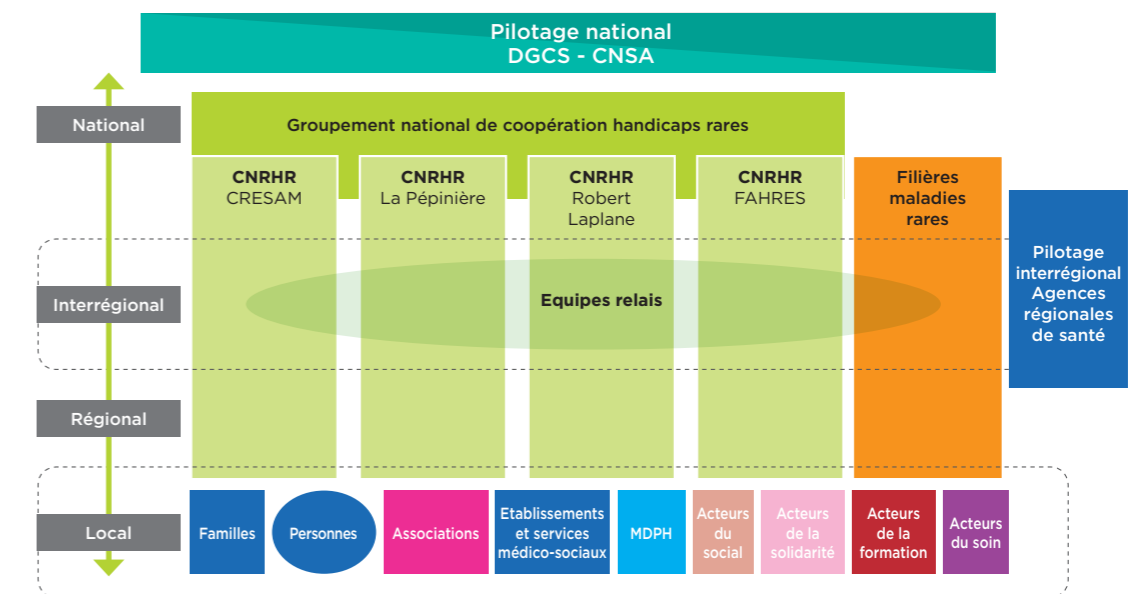 Pilotage national
DGCS - CNSA
National
Groupement national de coopération handicaps rares
CNRHR
CRESAM
CNRHR
La Pépinière
CNRHR
Robert
Laplane
CNRHR
FAHRES
Filières
maladies
rares
Pilotage
interrégional
Agences
régionales
de santé
Interrégional
Equipes relais
Régional
Local
Familles
Personnes
Associations
Etablissements
et services
médico-sociaux
MDPH
Acteurs
du
social
Acteurs
de la
solidarité
Acteurs
de la
formation
Acteurs
du soin